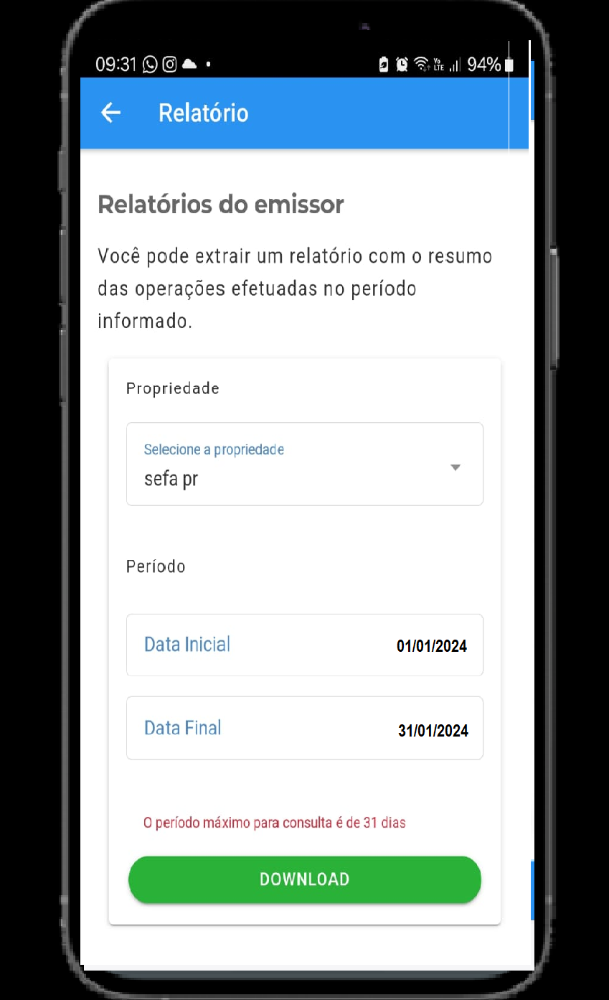 09:31 94%
Vo
LTE
Relatório
Relatórios do emissor
Você pode extrair um relatório com o resumo
das operações efetuadas no período
informado.
Propriedade
Selecione a propriedade
sefa pr
Período
Data Inicial 01/01/2024
Data Final 31/01/2024
O período máximo para consulta é de 31 dias
DOWNLOAD